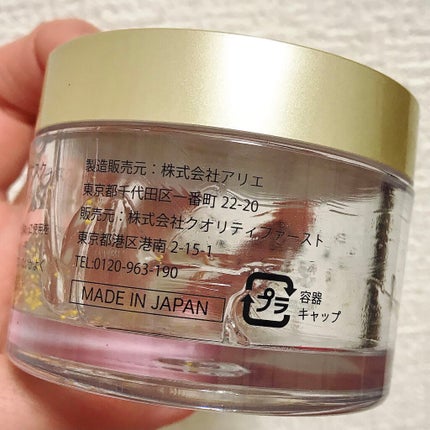 製造販売元：株式会社アリエ
東京都千代田区一番町 22-20
販売元：株式会社クオリティファースト
東京都港区港南 2-15-1
TEL:0120-963-190
MADE IN JAPAN
プラ
容器
キャップ